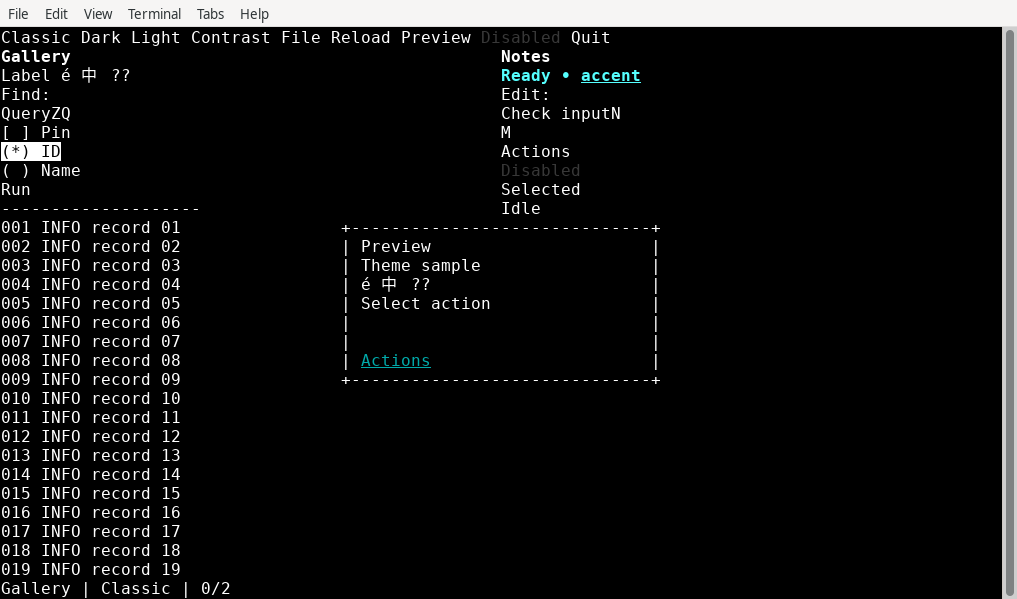 File Edit View Terminal Tabs Help
Classic Dark Light Contrast File Reload Preview Disabled Quit
Gallery
Label é 中 ??
Find:
QueryZQ
[ ] Pin
(*) ID
( ) Name
Run
--------------------
Notes
Ready • accent
Edit:
Check inputN
M
Actions
Disabled
Selected
Idle
001 INFO record 01
002 INFO record 02
003 INFO record 03
004 INFO record 04
005 INFO record 05
006 INFO record 06
007 INFO record 07
008 INFO record 08
009 INFO record 09
010 INFO record 10
011 INFO record 11
012 INFO record 12
013 INFO record 13
014 INFO record 14
015 INFO record 15
016 INFO record 16
017 INFO record 17
018 INFO record 18
019 INFO record 19
+------------------------------+
| Preview |
| Theme sample |
| é 中 ?? |
| Select action |
| |
| |
| Actions |
+------------------------------+
Gallery | Classic | 0/2